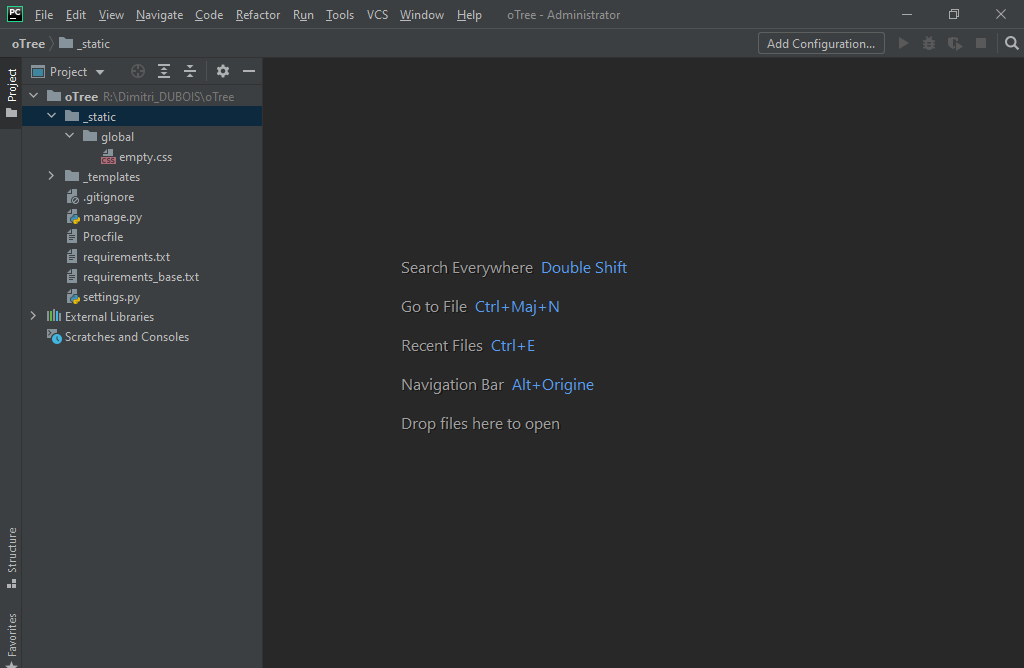 PC File Edit View Navigate Code Refactor Run Tools VCS Window Help oTree - Administrator
oTree _static Add Configuration...
Project
Project
oTree R:\Dimitri_DUBOIS\oTree
_static
global
CSS empty.css
_templates
.gitignore
manage.py
Procfile
requirements.txt
requirements_base.txt
settings.py
External Libraries
Scratches and Consoles
Search Everywhere Double Shift
Go to File Ctrl+Maj+N
Recent Files Ctrl+E
Navigation Bar Alt+Origine
Drop files here to open
Structure
Favorites